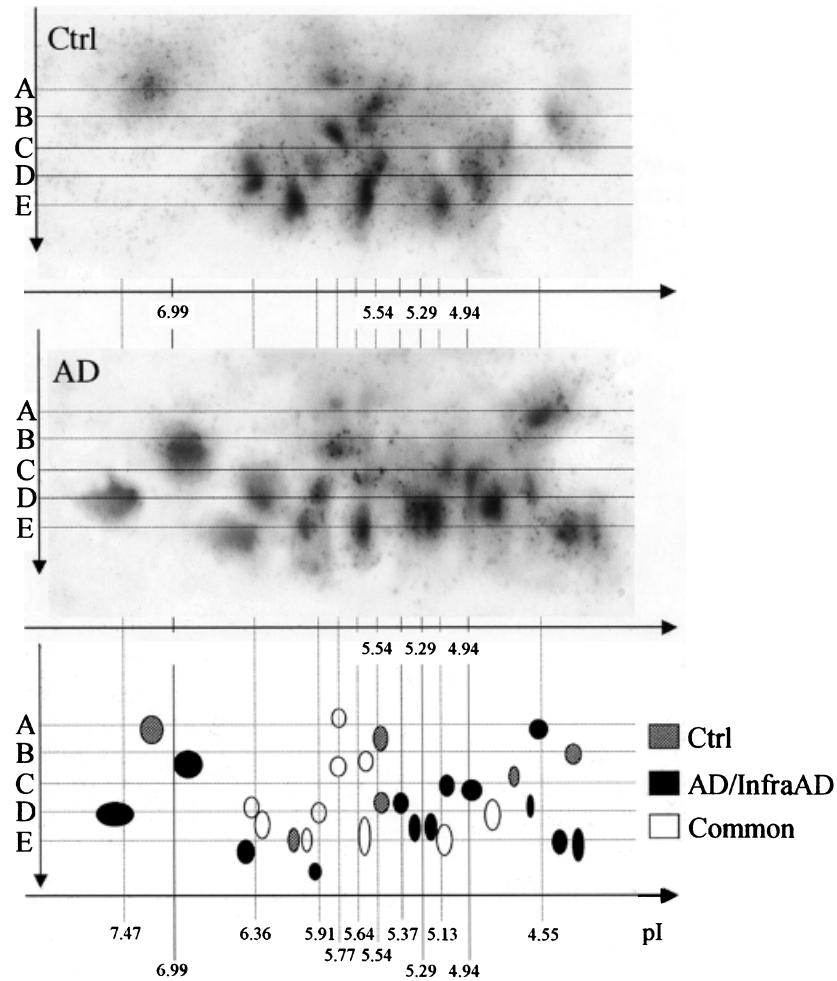 Ctrl
A
B
C
D
E
6.99 5.54 5.29 4.94
AD
A
B
C
D
E
5.54 5.29 4.94
A
B
C
D
E
Ctrl
AD/InfraAD
Common
7.47 6.36 5.91 5.64 5.37 5.13 4.55 pI
5.77 5.54
6.99 5.29 4.94